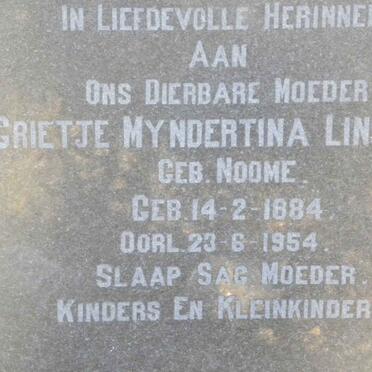 IN LIEFDEVOLLE HERINNE
AAN
ONS DIERBARE MOEDER
GRIETJE MYNDERTINA LIN
GEB. NOOME.
GEB. 14-2-1884.
OORL. 23-6-1954.
SLAAP SAG MOEDER.
KINDERS EN KLEINKINDER